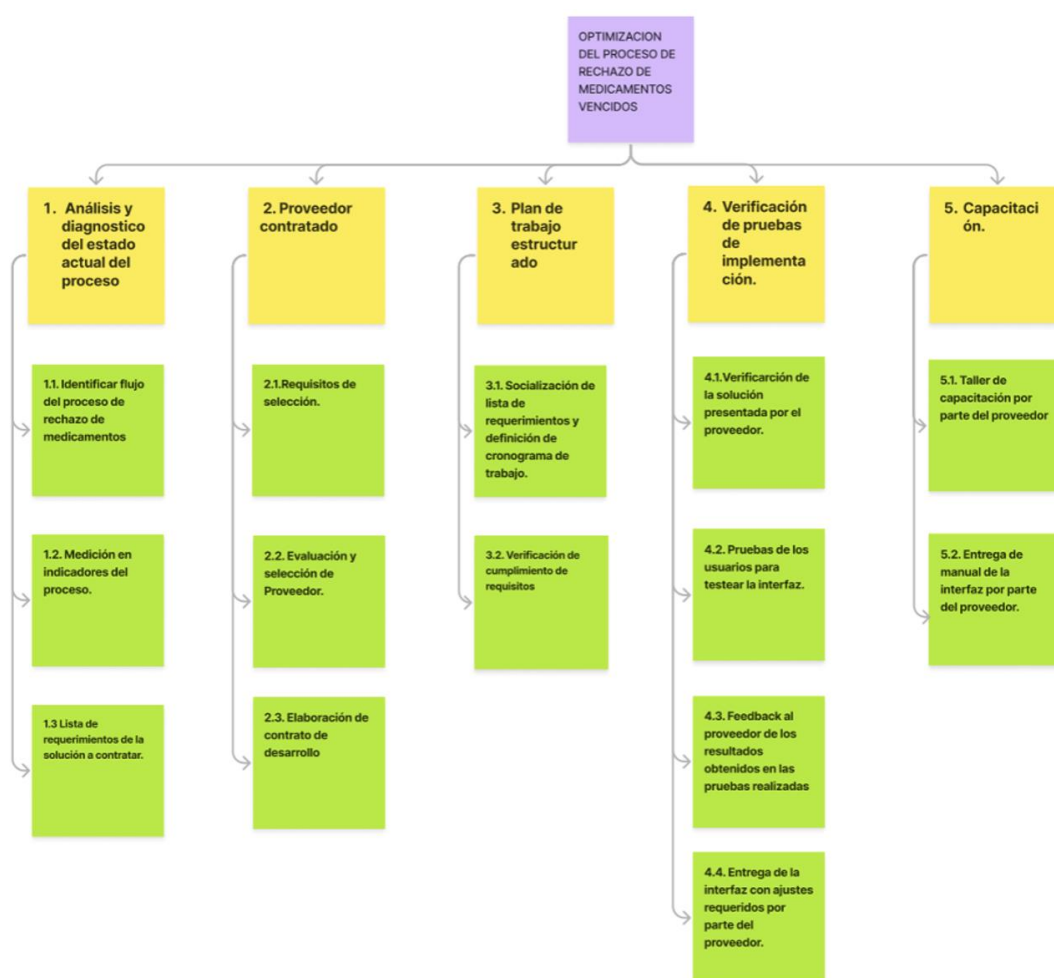 OPTIMIZACION
DEL PROCESO DE
RECHAZO DE
MEDICAMENTOS
VENCIDOS
1. Análisis y
diagnostico
del estado
actual del
proceso
2. Proveedor
contratado
3. Plan de
trabajo
estructur
ado
4. Verificación
de pruebas
de
implementa
ción.
5. Capacitaci
ón.
1.1. Identificar flujo
del proceso de
rechazo de
medicamentos
2.1.Requisitos de
selección.
3.1. Socialización de
lista de
requerimientos y
definición de
cronograma de
trabajo.
4.1.Verificarción de
la solución
presentada por el
proveedor.
5.1. Taller de
capacitación por
parte del proveedor
1.2. Medición en
indicadores del
proceso.
2.2. Evaluación y
selección de
Proveedor.
3.2. Verificación de
cumplimiento de
requisitos
4.2. Pruebas de los
usuarios para
testear la interfaz.
5.2. Entrega de
manual de la
interfaz por parte
del proveedor.
1.3 Lista de
requerimientos de la
solución a contratar.
2.3. Elaboración de
contrato de
desarrollo
4.3. Feedback al
proveedor de los
resultados
obtenidos en las
pruebas realizadas
4.4. Entrega de la
interfaz con ajustes
requeridos por
parte del
proveedor.